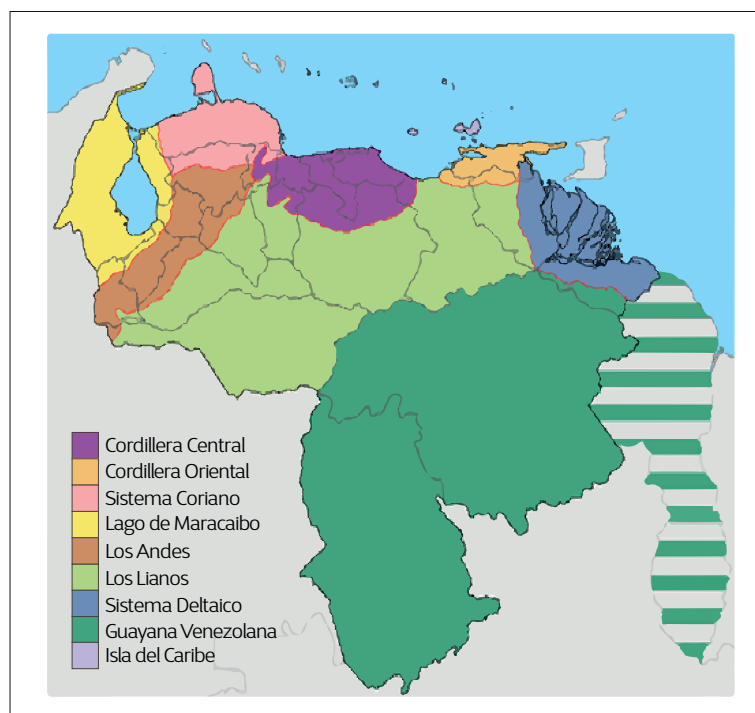 Cordillera Central
Cordillera Oriental
Sistema Coriano
Lago de Maracaibo
Los Andes
Los Lianos
Sistema Deltaico
Guayana Venezolana
Isla del Caribe